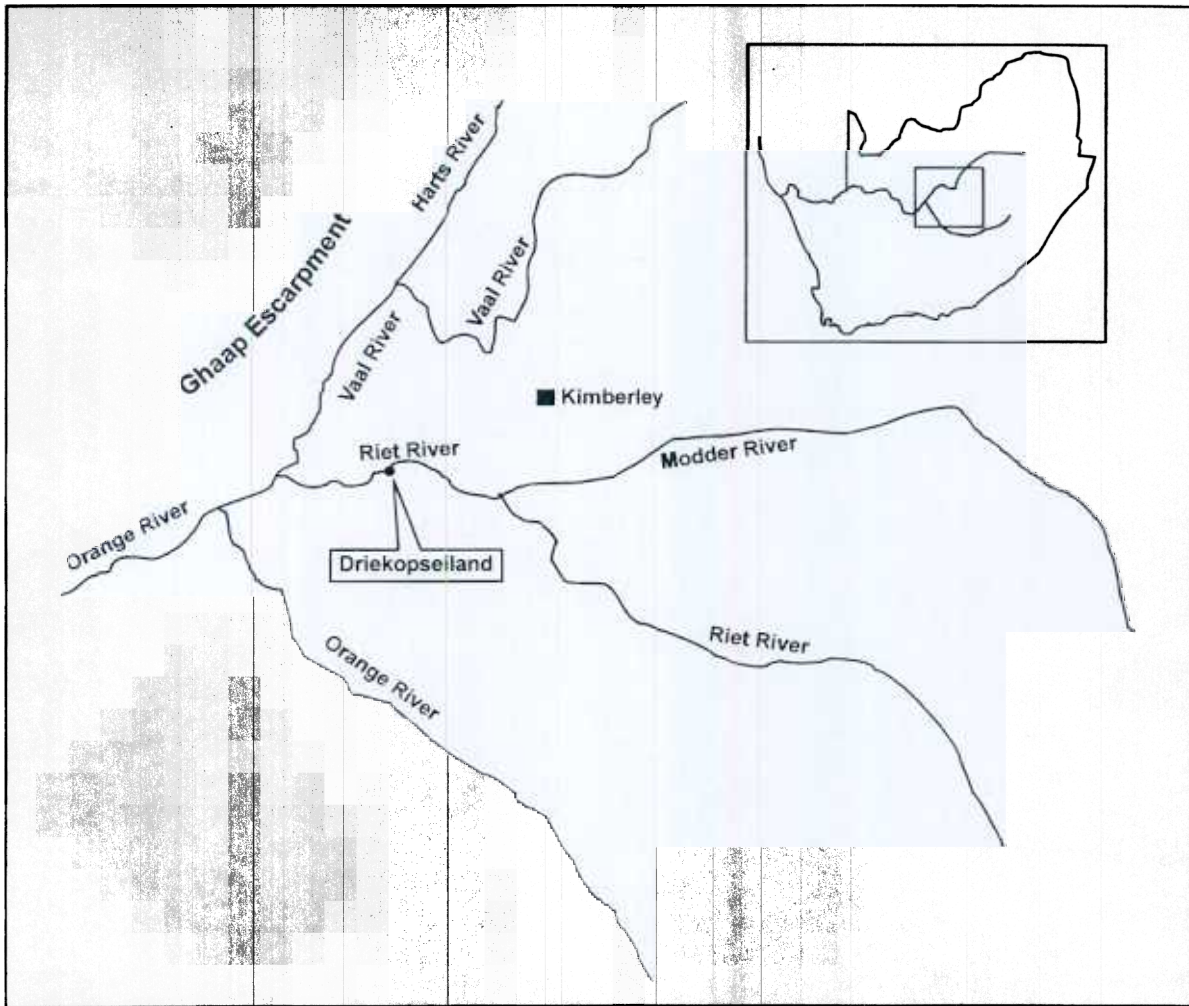 Harts River
Ghaap Escarpment
Vaal River
Vaal River
Kimberley
Riet River
Modder River
Orange River
Driekopseiland
Riet River
Orange River